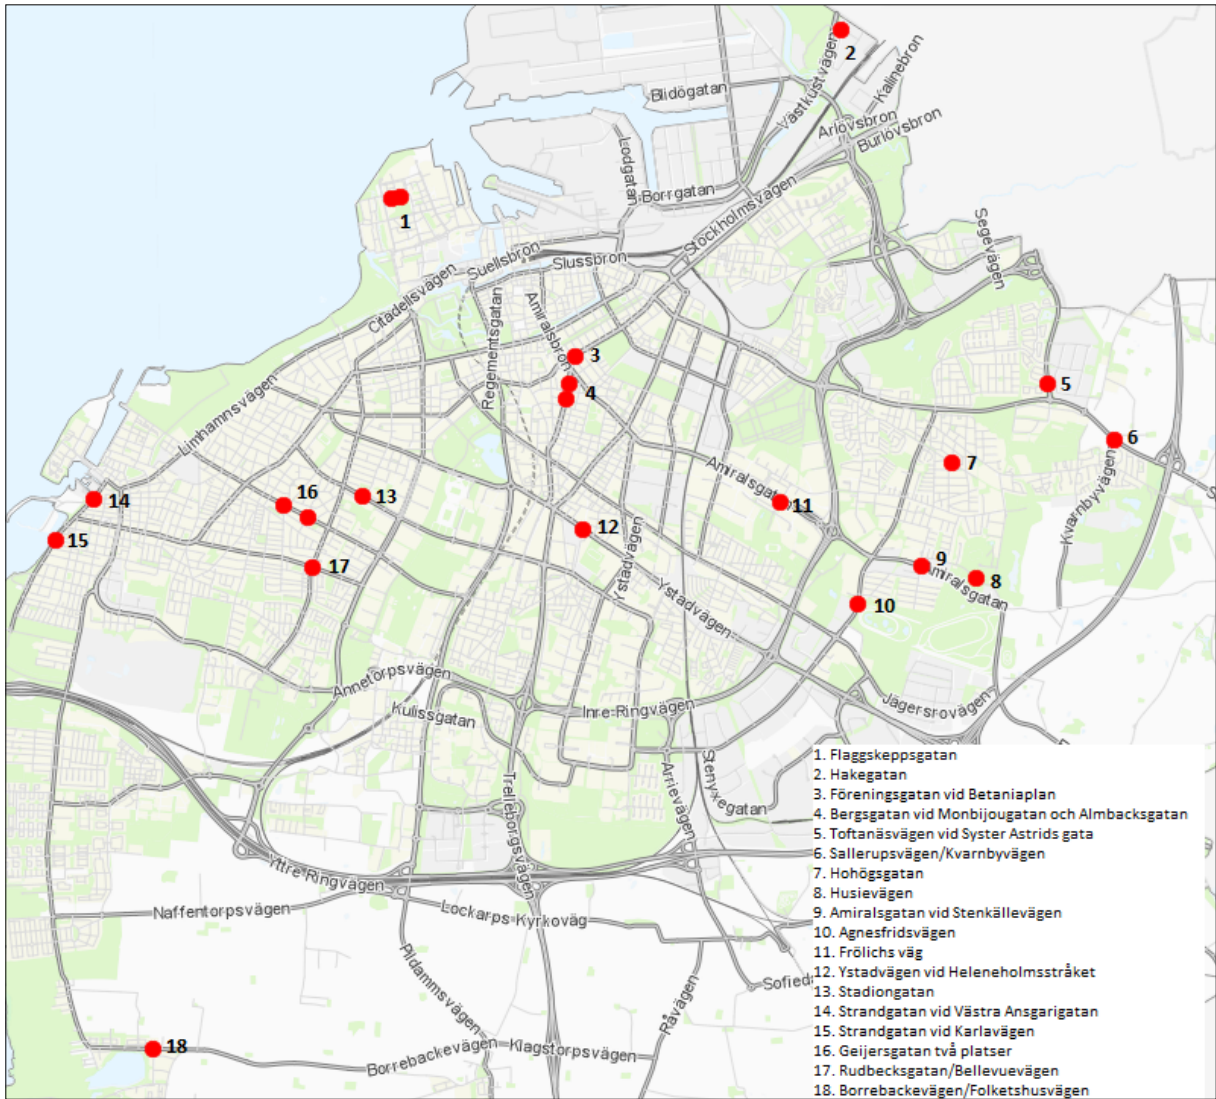 2
Västkustvägen
Kalinebron
Blidögatan
Arlövsbron
Burlövsbron
Lodgatan
Borrgatan
Stockholmsvägen
1
Segevägen
Suellsbron
Slussbron
Citadellsvägen
Regementsgatan
Amiralsbron
3
4
5
Limhamnsvägen
6
7
Amiralsgatan
Kvarnbyvägen
16
13
14
11
12
15
17
Ystadvägen
Ystadvägen
9
8
Amiralsgatan
10
Annetorpsvägen
Kulissgatan
Inre Ringvägen
Jägersrovägen
Trelleborgsvägen
Arrievägen
Stenyxegatan
Yttre Ringvägen
Naffentorpsvägen
Lockarps Kyrkoväg
Pildammsvägen
Råvägen
Sofied
18
Borrebackevägen
Klagstorpsvägen
1. Flaggskeppsgatan
2. Hakegatan
3. Föreningsgatan vid Betaniaplan
4. Bergsgatan vid Monbijougatan och Almbacksgatan
5. Toftanäsvägen vid Syster Astrids gata
6. Sallerupsvägen/Kvarnbyvägen
7. Hohögsgatan
8. Husievägen
9. Amiralsgatan vid Stenkällevägen
10. Agnesfridsvägen
11. Frölichs väg
12. Ystadvägen vid Heleneholmsstråket
13. Stadiongatan
14. Strandgatan vid Västra Ansgarigatan
15. Strandgatan vid Karlavägen
16. Geijersgatan två platser
17. Rudbecksgatan/Bellevuevägen
18. Borrebackevägen/Folketshusvägen